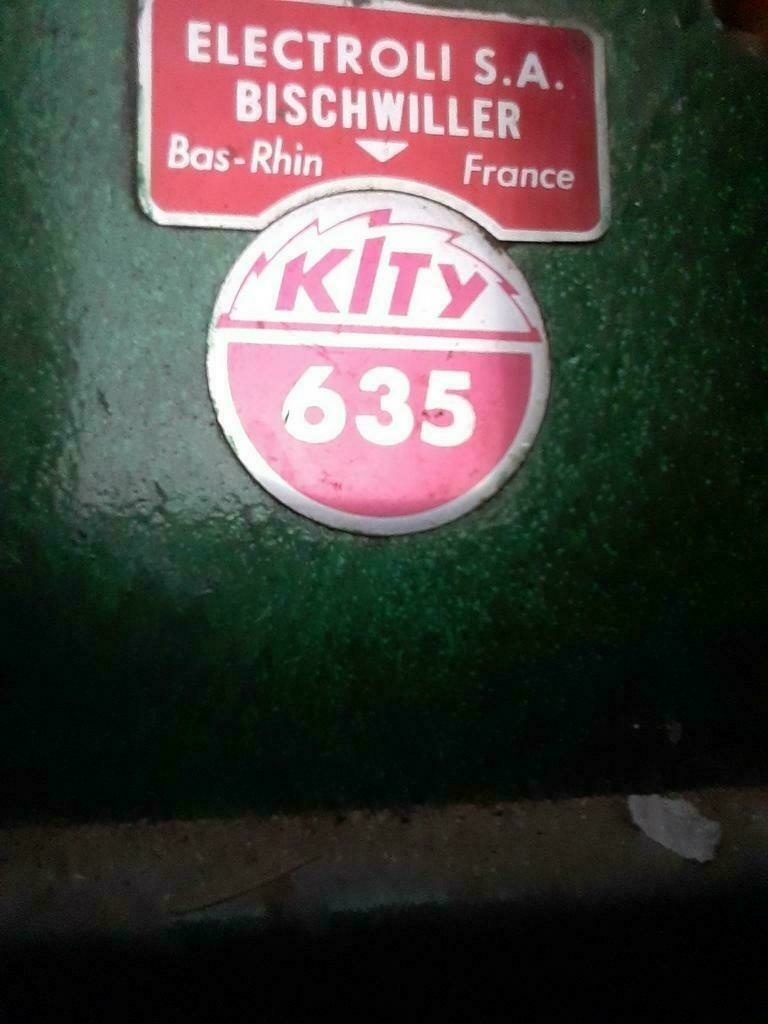 ELECTROLI S.A.
BISCHWILLER
Bas-Rhin France
KITY
635